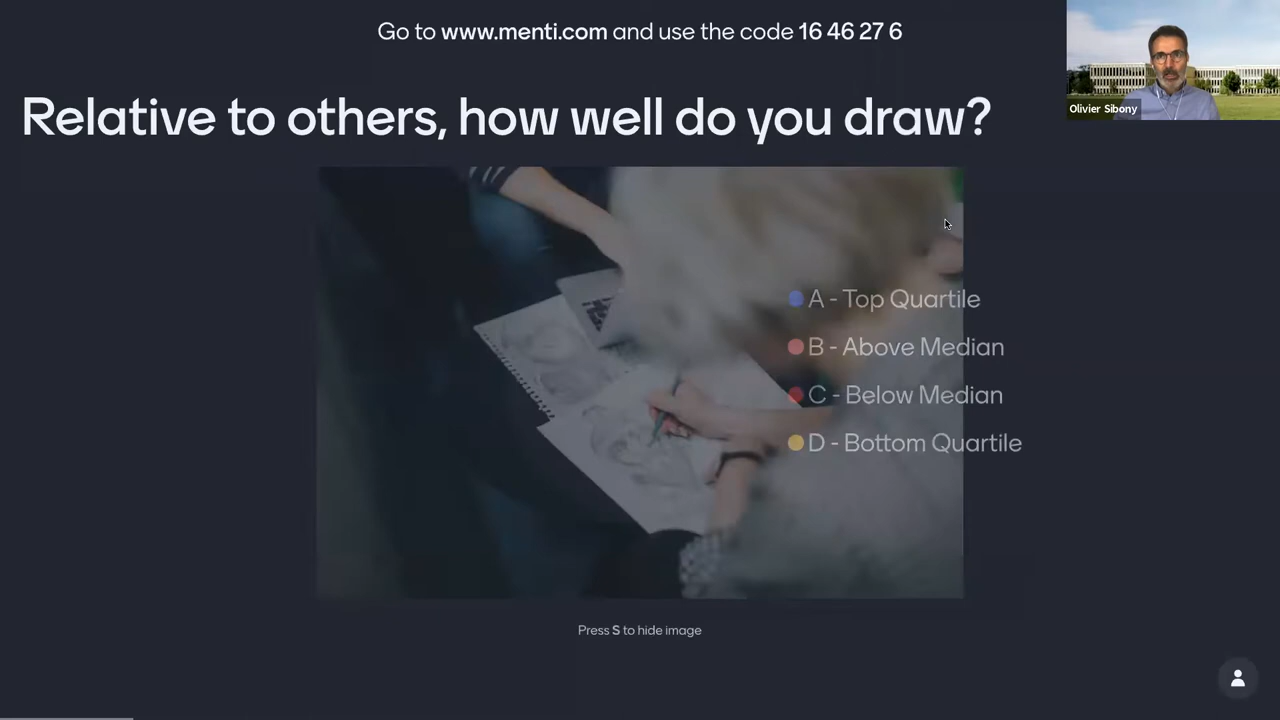 Go to www.menti.com and use the code 16 46 27 6
Relative to others, how well do you draw?
Olivier Sibony
A - Top Quartile
B - Above Median
C - Below Median
D - Bottom Quartile
Press S to hide image